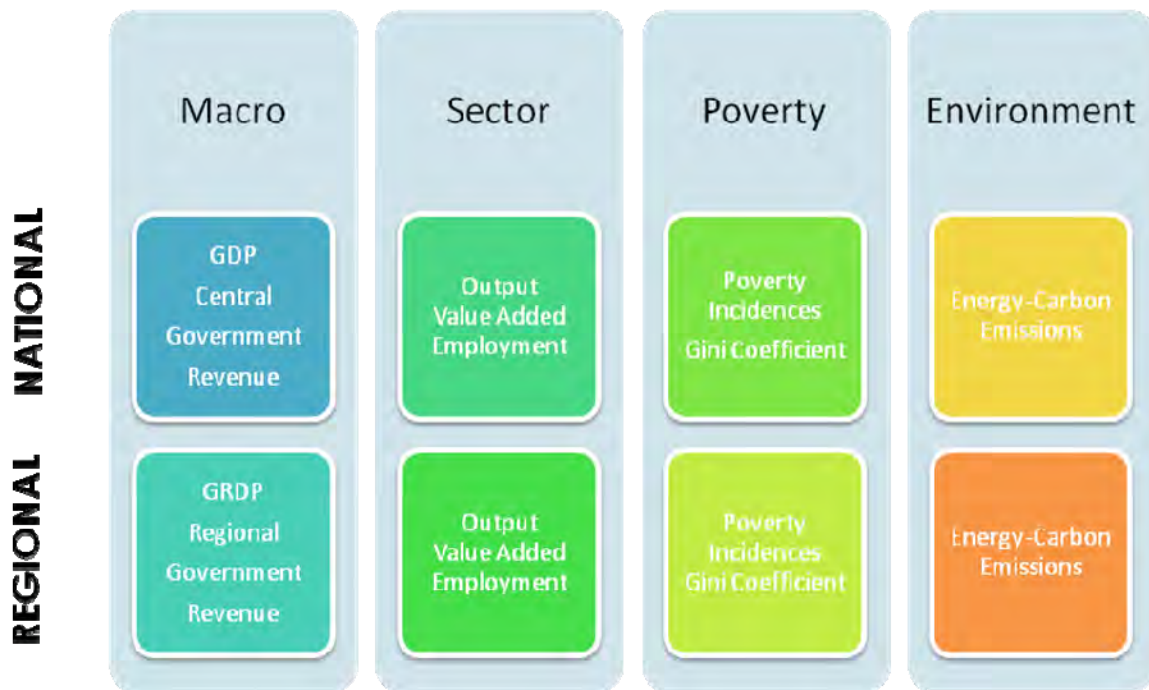 Macro
Sector
Poverty
Environment
NATIONAL
GDP
Central
Government
Revenue
Output
Value Added
Employment
Poverty
Incidences
Gini Coefficient
Energy-Carbon
Emissions
REGIONAL
GRDP
Regional
Government
Revenue
Output
Value Added
Employment
Poverty
Incidences
Gini Coefficient
Energy-Carbon
Emissions